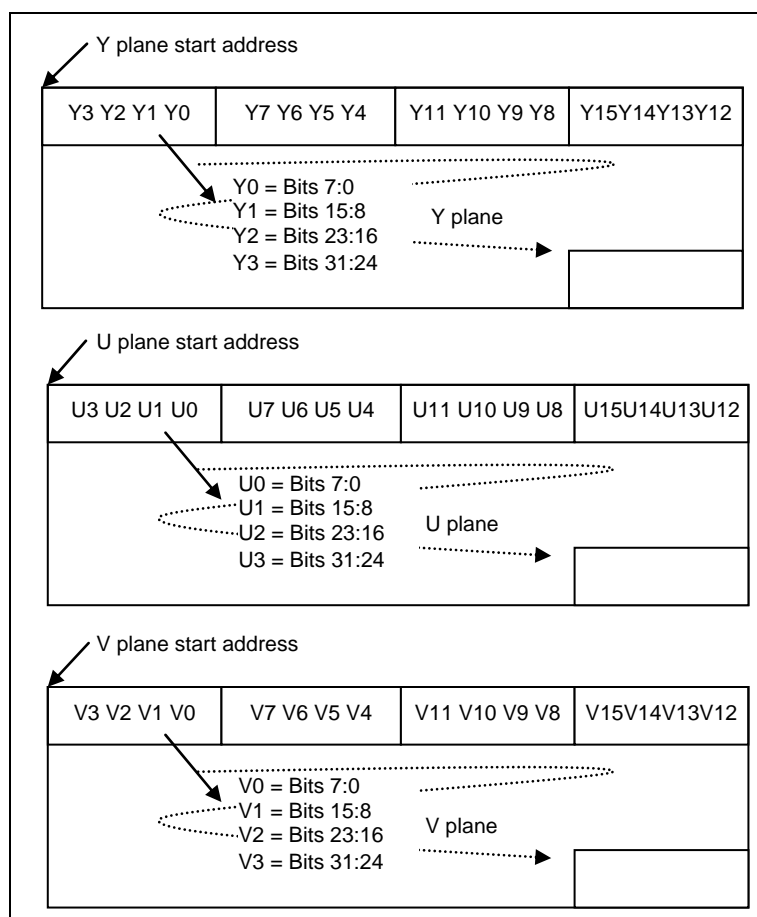 Y plane start address
Y3 Y2 Y1 Y0 Y7 Y6 Y5 Y4 Y11 Y10 Y9 Y8 Y15Y14Y13Y12
Y0 = Bits 7:0
Y1 = Bits 15:8
Y plane
Y2 = Bits 23:16
Y3 = Bits 31:24
U plane start address
U3 U2 U1 U0 U7 U6 U5 U4 U11 U10 U9 U8 U15U14U13U12
U0 = Bits 7:0
U1 = Bits 15:8
U plane
U2 = Bits 23:16
U3 = Bits 31:24
V plane start address
V3 V2 V1 V0 V7 V6 V5 V4 V11 V10 V9 V8 V15V14V13V12
V0 = Bits 7:0
V1 = Bits 15:8
V plane
V2 = Bits 23:16
V3 = Bits 31:24